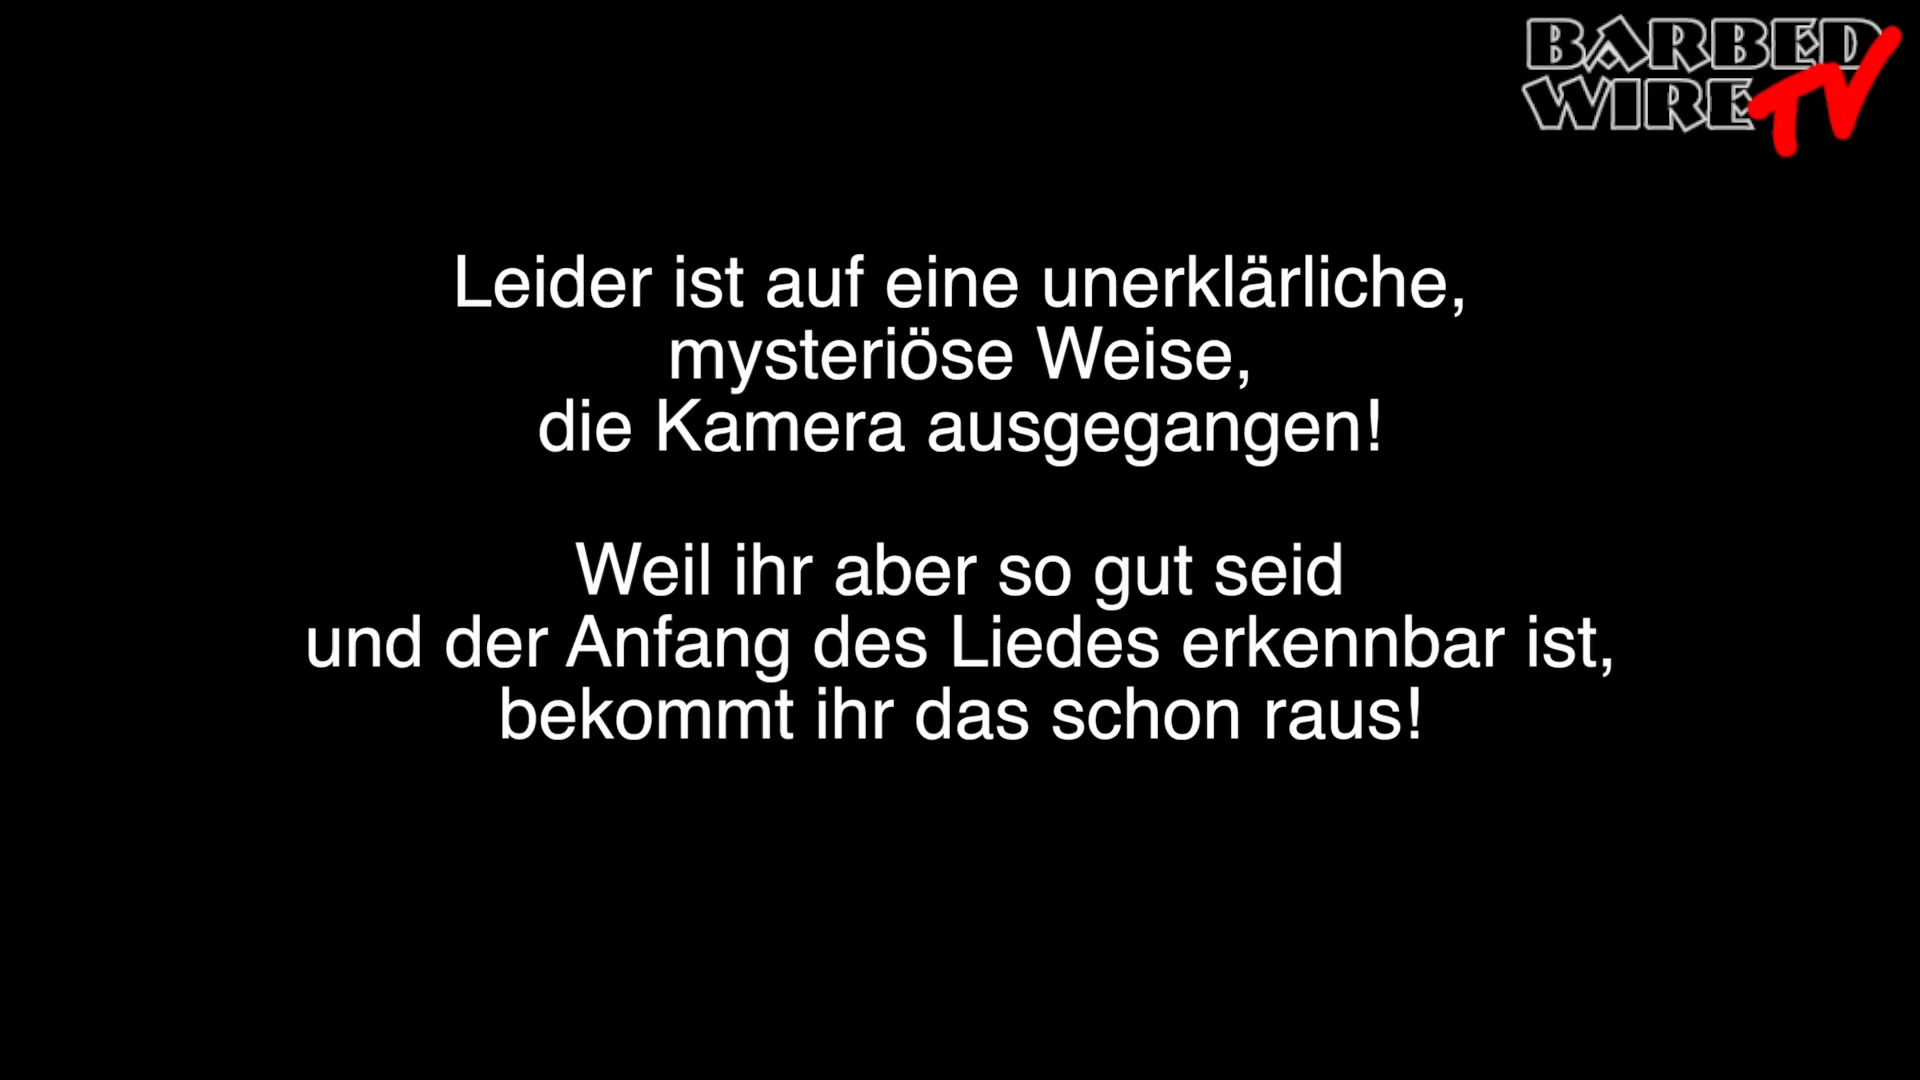 BARBED
WIRE TV
Leider ist auf eine unerklärliche,
mysteriöse Weise,
die Kamera ausgegangen!
Weil ihr aber so gut seid
und der Anfang des Liedes erkennbar ist,
bekommt ihr das schon raus!